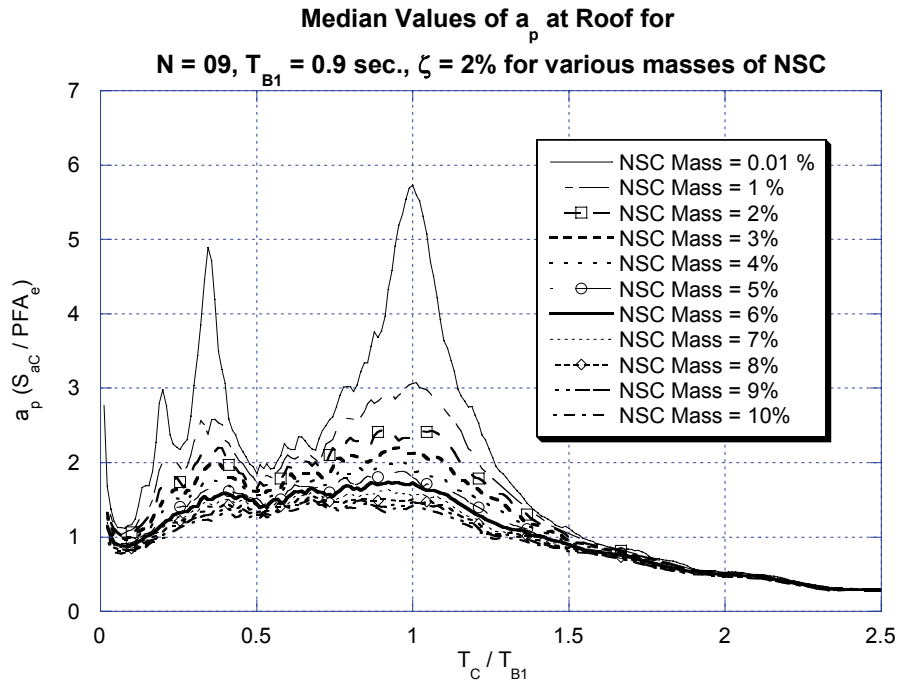 Median Values of a_p at Roof for
N = 09, T_B1 = 0.9 sec., ζ = 2% for various masses of NSC
7
6
5
4
3
2
1
0
a_p (S_aC / PFA_e)
NSC Mass = 0.01 %
NSC Mass = 1 %
NSC Mass = 2%
NSC Mass = 3%
NSC Mass = 4%
NSC Mass = 5%
NSC Mass = 6%
NSC Mass = 7%
NSC Mass = 8%
NSC Mass = 9%
NSC Mass = 10%
0 0.5 1 1.5 2 2.5
T_C / T_B1